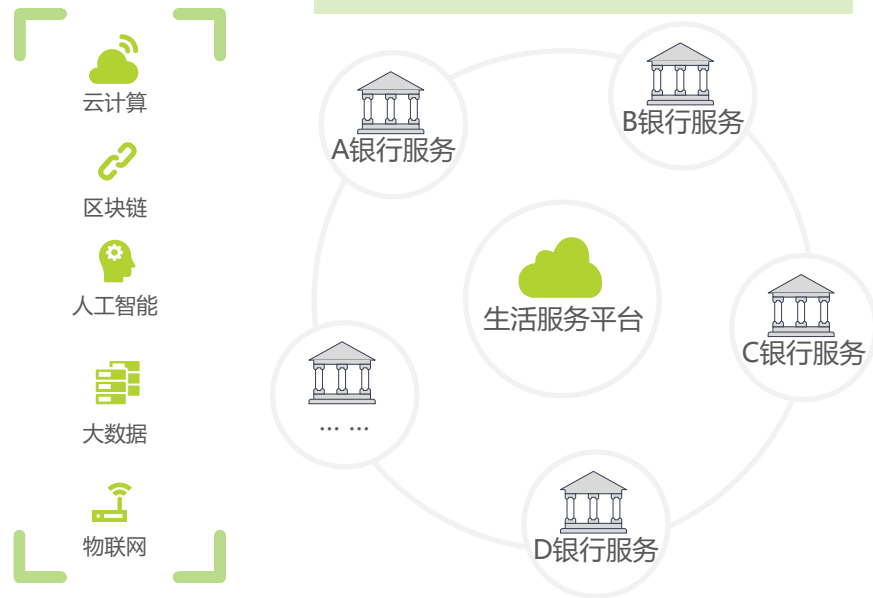 云计算
区块链
人工智能
大数据
物联网
A银行服务
B银行服务
生活服务平台
C银行服务
... ...
D银行服务